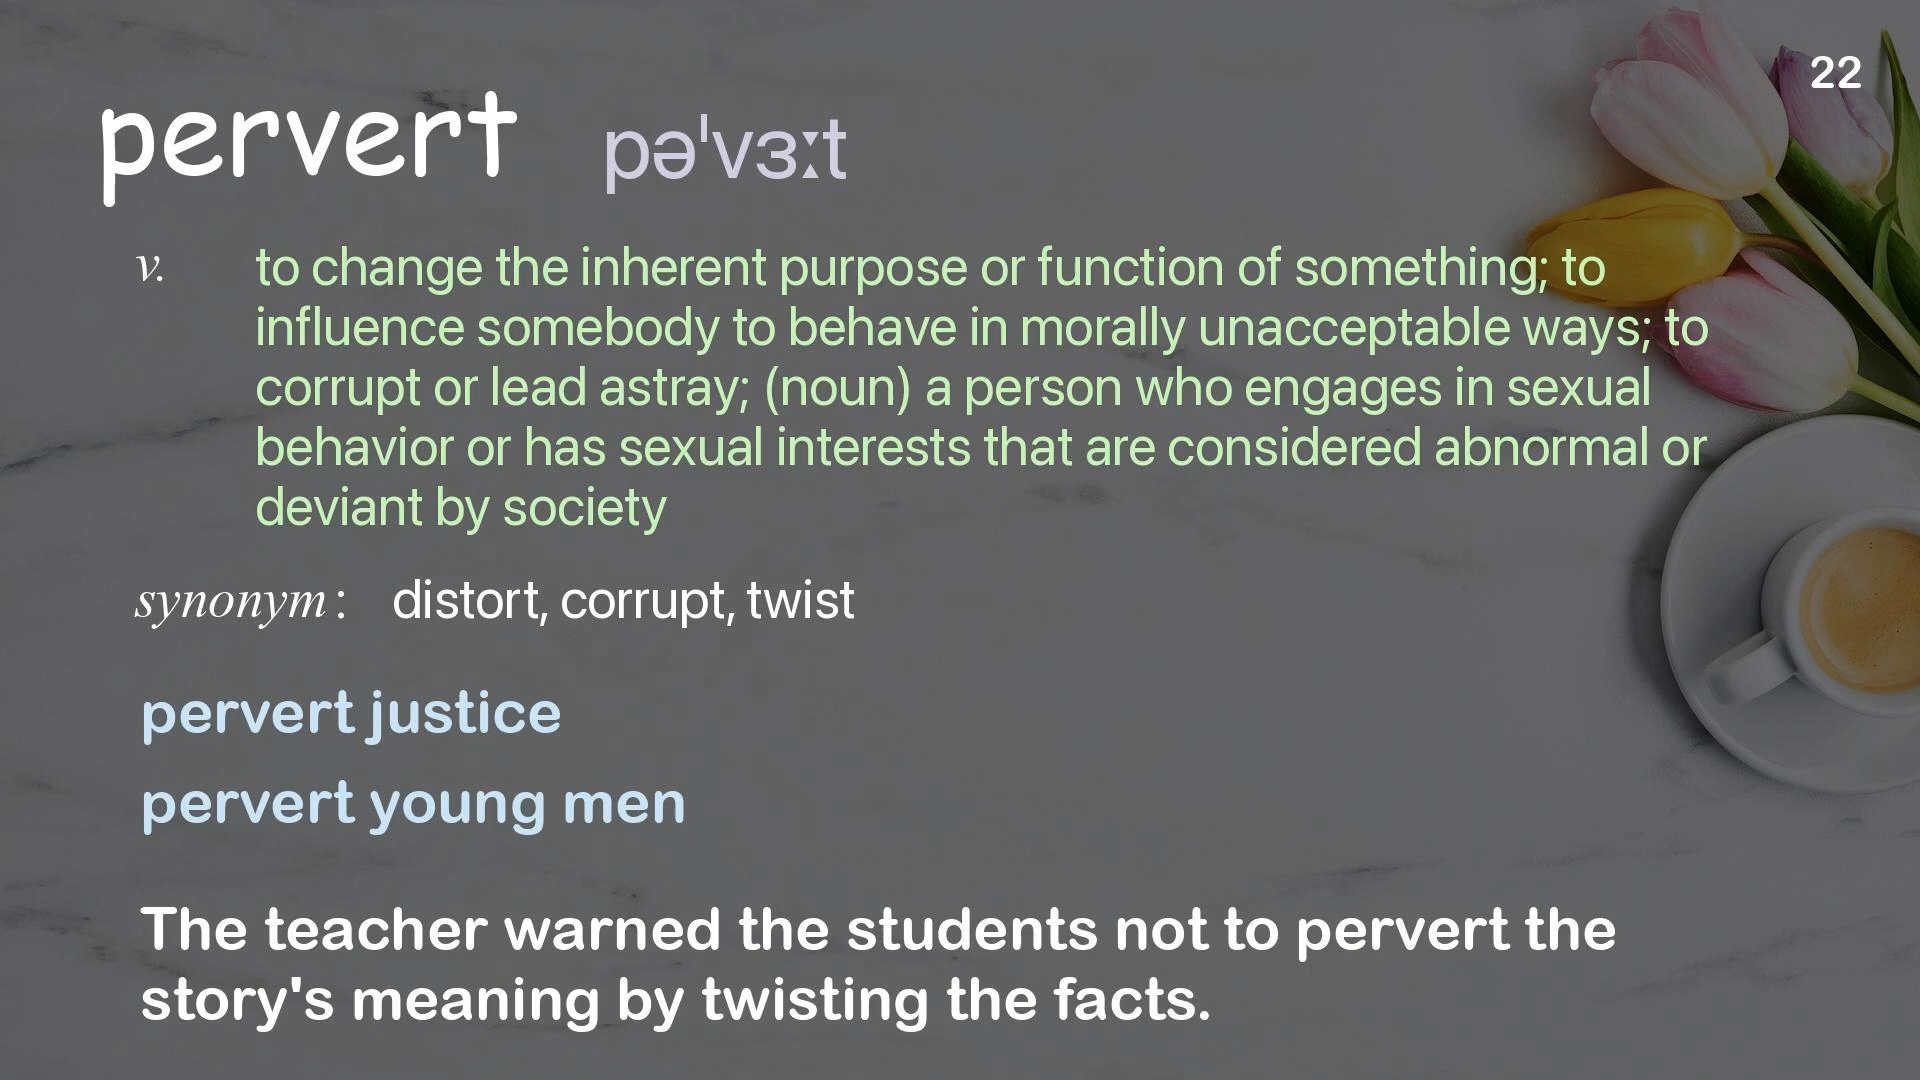 22
pervert pəˈvɜːt
v. to change the inherent purpose or function of something; to
influence somebody to behave in morally unacceptable ways; to
corrupt or lead astray; (noun) a person who engages in sexual
behavior or has sexual interests that are considered abnormal or
deviant by society
synonym: distort, corrupt, twist
pervert justice
pervert young men
The teacher warned the students not to pervert the
story's meaning by twisting the facts.